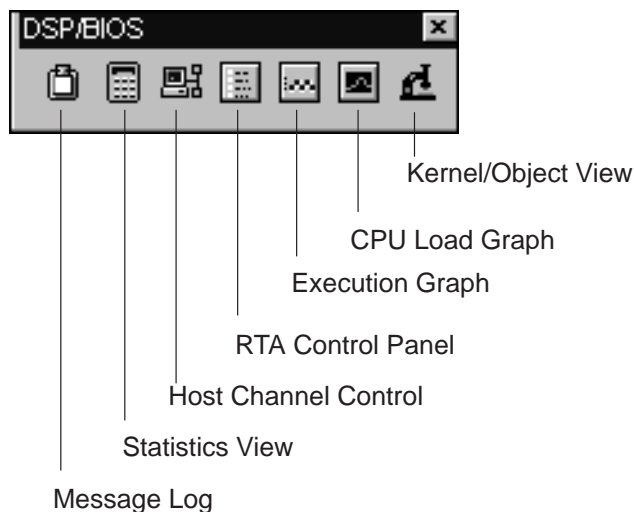 DSP/BIOS
Kernel/Object View
CPU Load Graph
Execution Graph
RTA Control Panel
Host Channel Control
Statistics View
Message Log